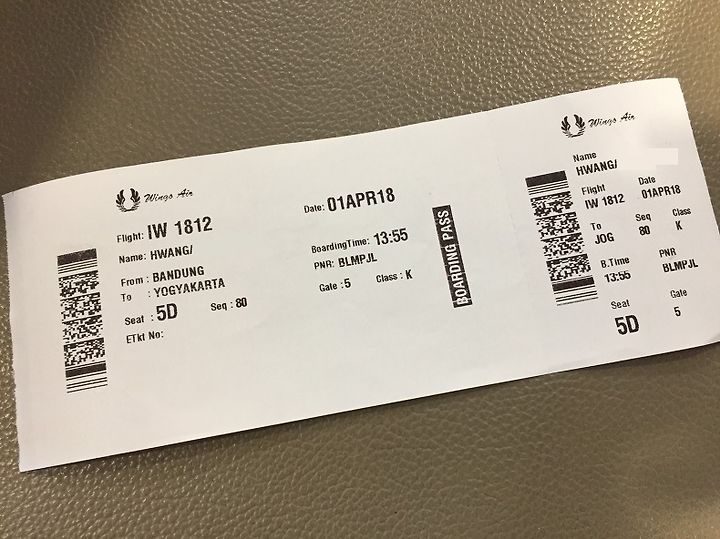 Wings Air
Flight: IW 1812
Name: HWANG/
From : BANDUNG
To : YOGYAKARTA
Seat : 5D Seq : 80
ETkt No:
Date: 01APR18
BoardingTime: 13:55
PNR: BLMPJL
Gate : 5 Class : K
BOARDING PASS
Wings Air
Name
HWANG/
Flight Date
IW 1812 01APR18
To Seq Class
JOG 80 K
B.Time PNR
13:55 BLMPJL
Seat Gate
5D 5